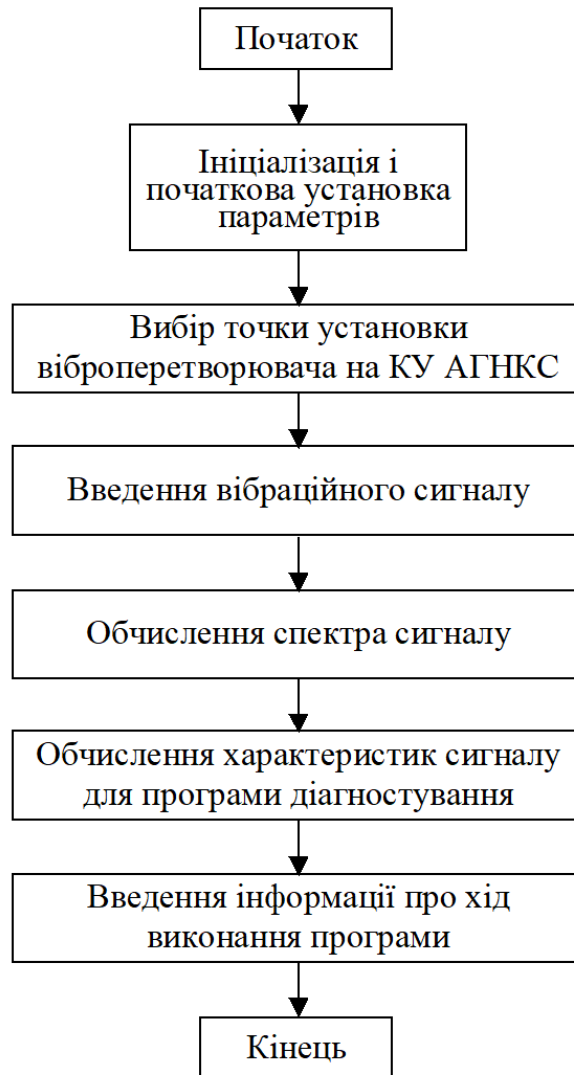 Початок
Ініціалізація і
початкова установка
параметрів
Вибір точки установки
віброперетворювача на КУ АГНКС
Введення вібраційного сигналу
Обчислення спектра сигналу
Обчислення характеристик сигналу
для програми діагностування
Введення інформації про хід
виконання програми
Кінець